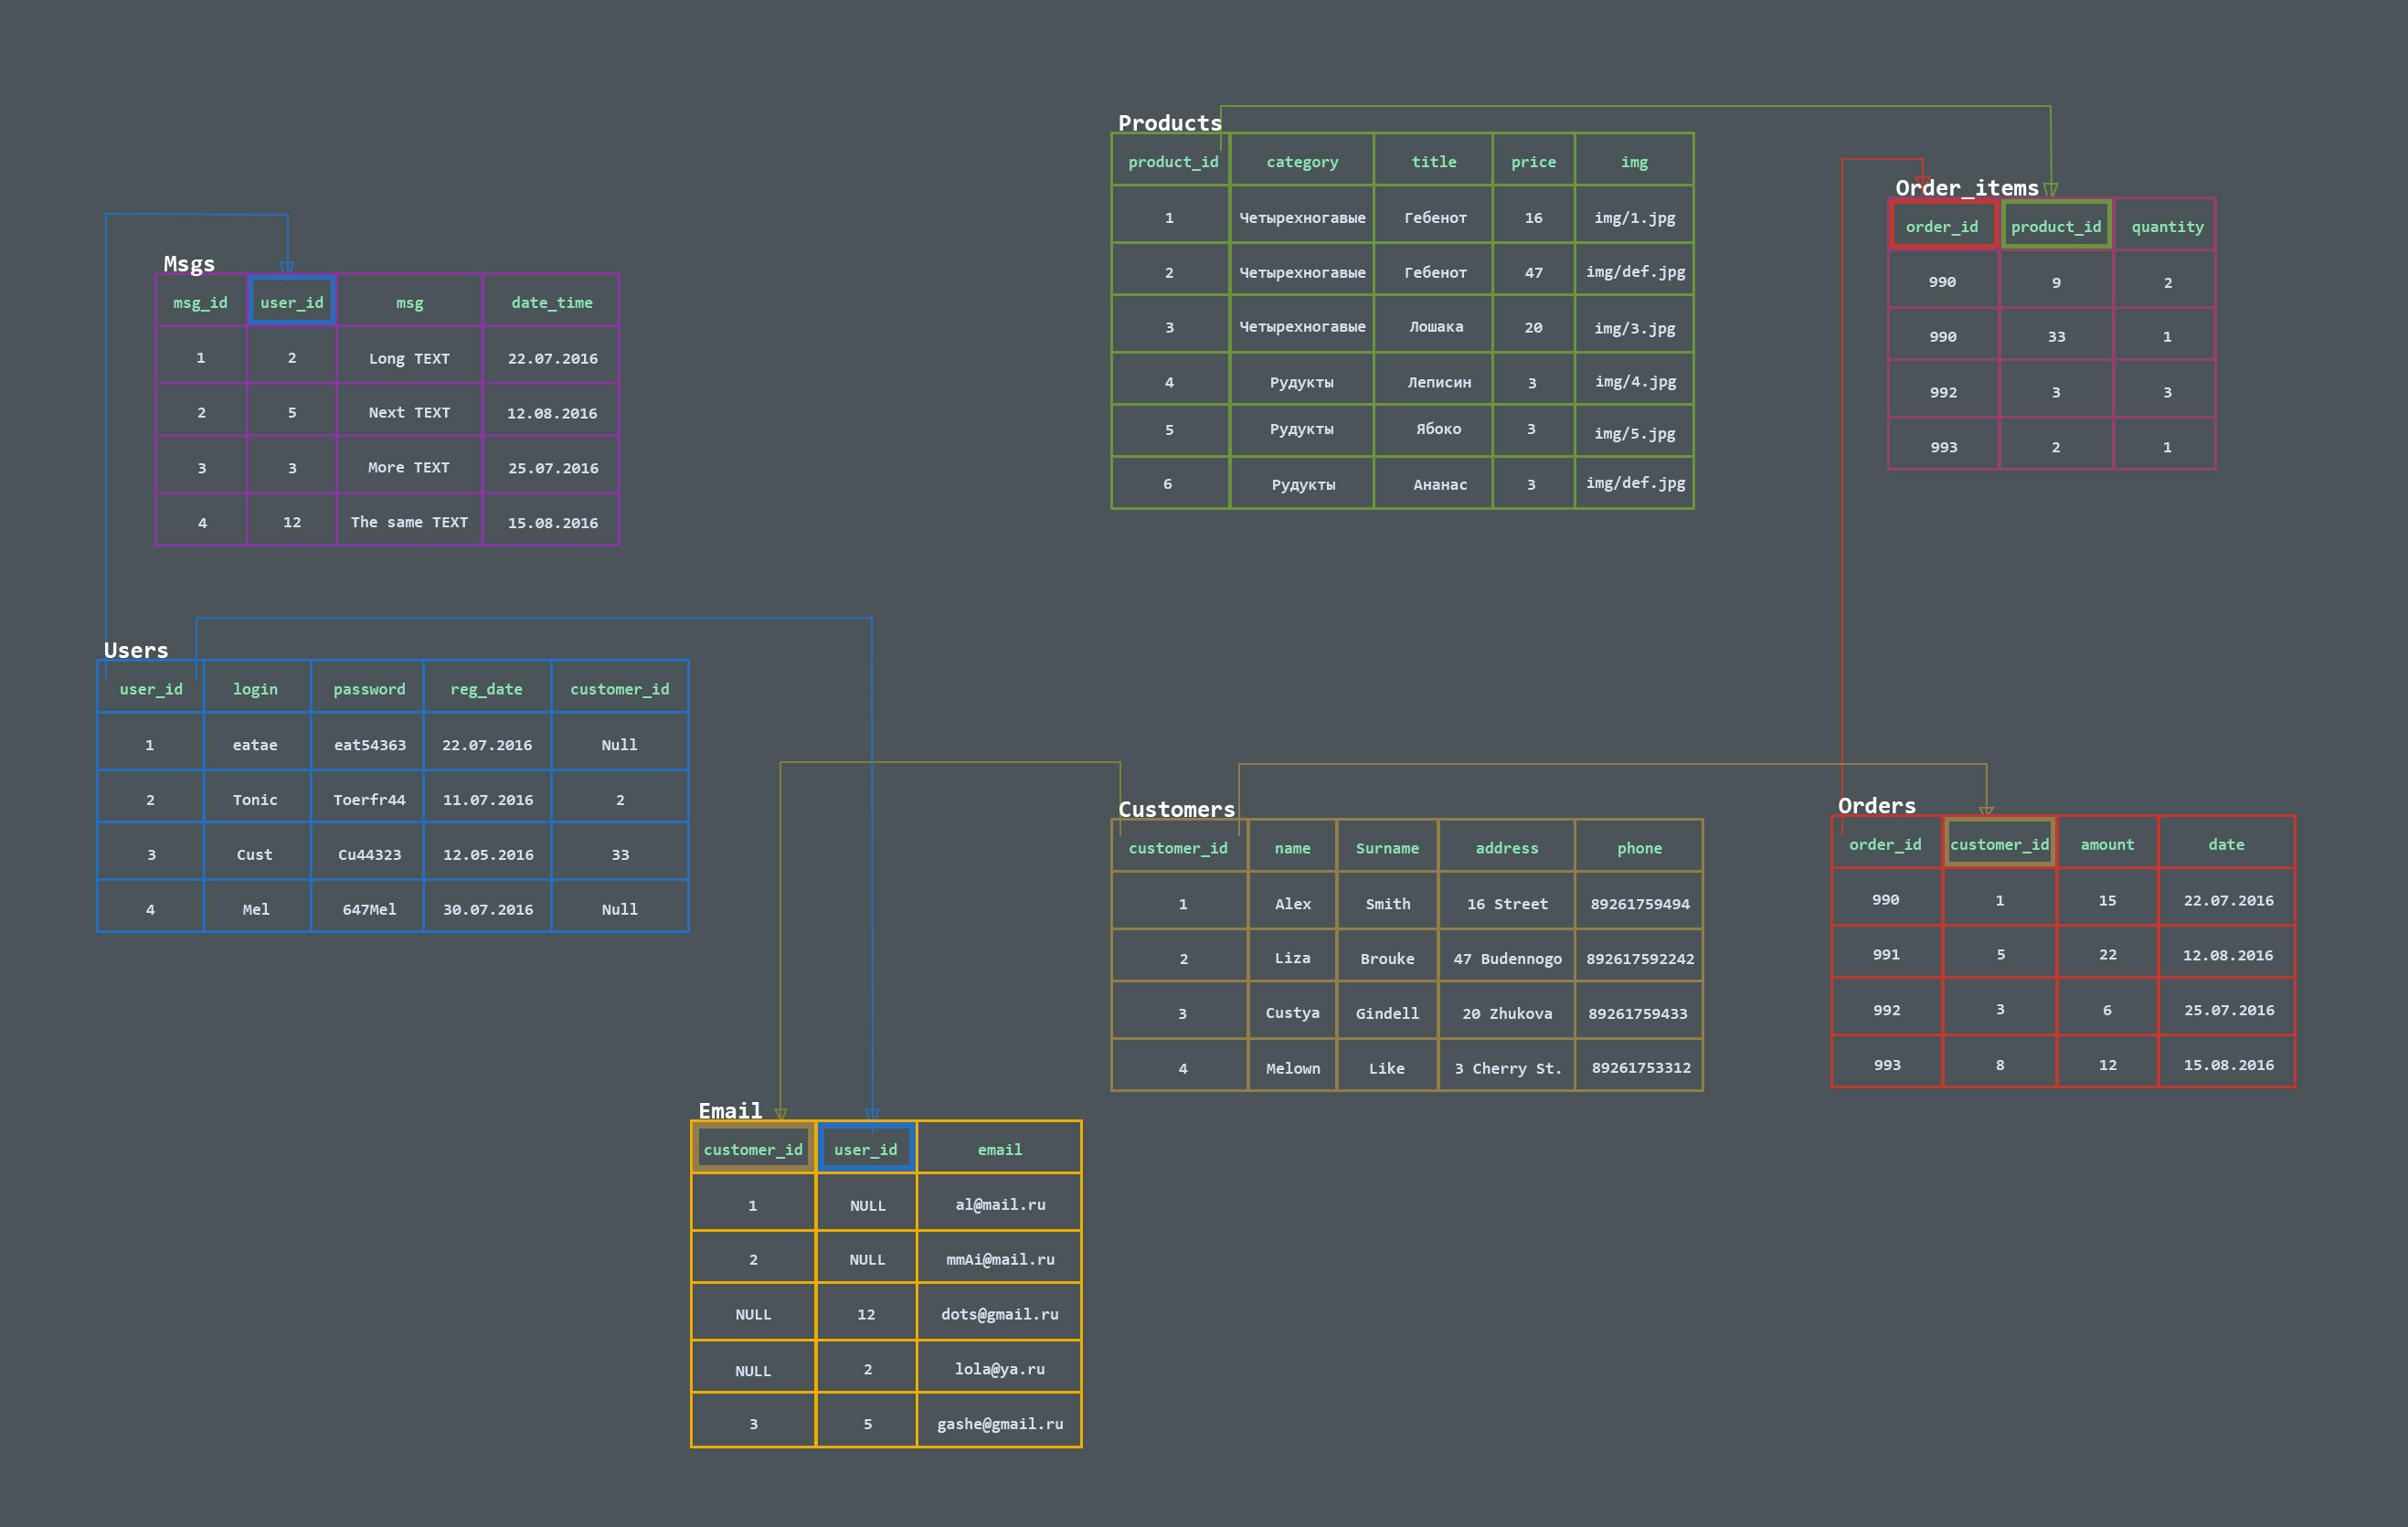 Msgs
msg_id user_id msg date_time
1 2 Long TEXT 22.07.2016
2 5 Next TEXT 12.08.2016
3 3 More TEXT 25.07.2016
4 12 The same TEXT 15.08.2016
Products
product_id category title price img
1 Четырехногавые Гебенот 16 img/1.jpg
2 Четырехногавые Гебенот 47 img/def.jpg
3 Четырехногавые Лошака 20 img/3.jpg
4 Рудукты Леписин 3 img/4.jpg
5 Рудукты Ябоко 3 img/5.jpg
6 Рудукты Ананас 3 img/def.jpg
Order_items
order_id product_id quantity
990 9 2
990 33 1
992 3 3
993 2 1
Users
user_id login password reg_date customer_id
1 eatae eat54363 22.07.2016 Null
2 Tonic Toerfr44 11.07.2016 2
3 Cust Cu44323 12.05.2016 33
4 Mel 647Mel 30.07.2016 Null
Customers
customer_id name Surname address phone
1 Alex Smith 16 Street 89261759494
2 Liza Brouke 47 Budennogo 892617592242
3 Custya Gindell 20 Zhukova 89261759433
4 Melown Like 3 Cherry St. 89261753312
Orders
order_id customer_id amount date
990 1 15 22.07.2016
991 5 22 12.08.2016
992 3 6 25.07.2016
993 8 12 15.08.2016
Email
customer_id user_id email
1 NULL al@mail.ru
2 NULL mmAi@mail.ru
NULL 12 dots@gmail.ru
NULL 2 lola@ya.ru
3 5 gashe@gmail.ru